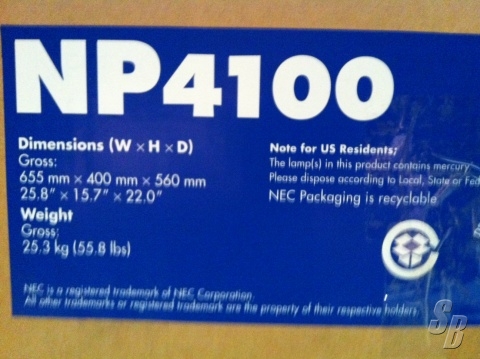 NP4100
Dimensions (W × H × D)
Gross:
655 mm × 400 mm × 560 mm
25.8” × 15.7” × 22.0”
Weight
Gross:
25.3 kg (55.8 lbs)
Note for US Residents:
The lamp(s) in this product contains mercury
Please dispose according to Local, State or Fed
NEC Packaging is recyclable
NEC is a registered trademark of NEC Corporation.
All other trademarks or registered trademark are the property of their respective holders.
SB